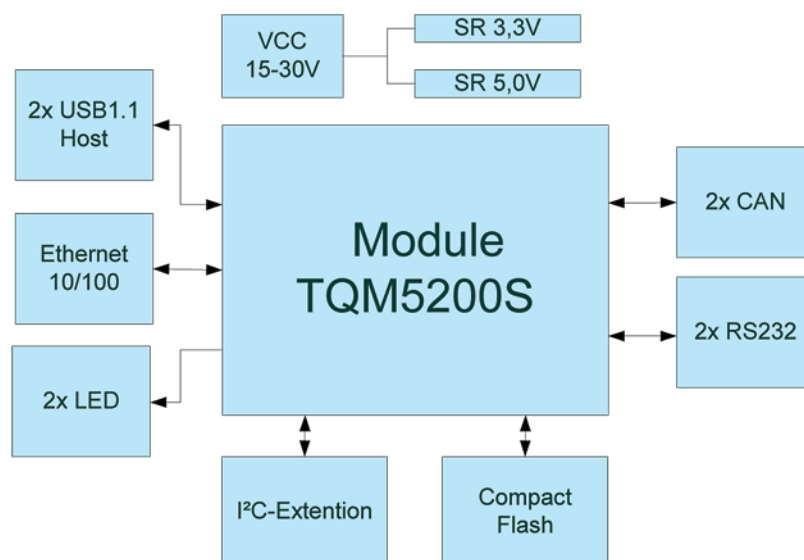 VCC
15-30V
SR 3,3V
SR 5,0V
2x USB1.1
Host
Module
TQM5200S
2x CAN
Ethernet
10/100
2x RS232
2x LED
I²C-Extention
Compact
Flash